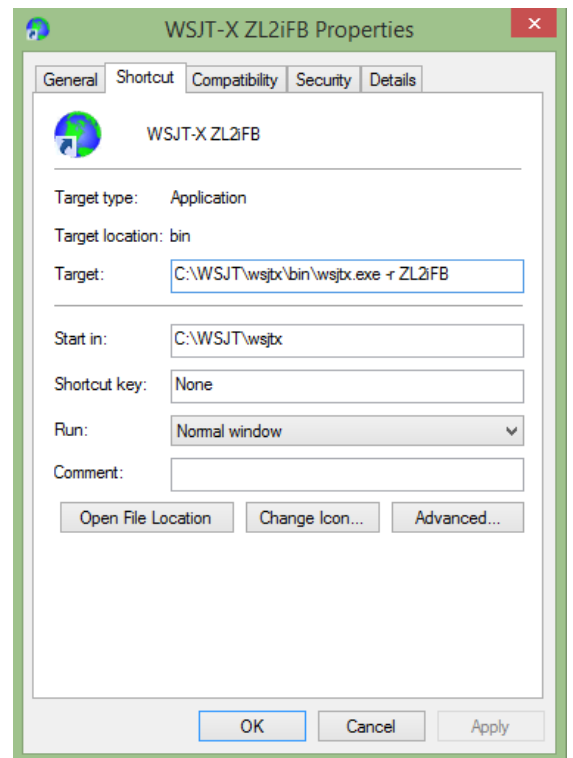 WSJT-X ZL2iFB Properties
General Shortcut Compatibility Security Details
WSJT-X ZL2iFB
Target type: Application
Target location: bin
Target: C:\WSJT\wsjtx\bin\wsjtx.exe -r ZL2iFB
Start in: C:\WSJT\wsjtx
Shortcut key: None
Run: Normal window
Comment:
Open File Location Change Icon... Advanced...
OK Cancel Apply